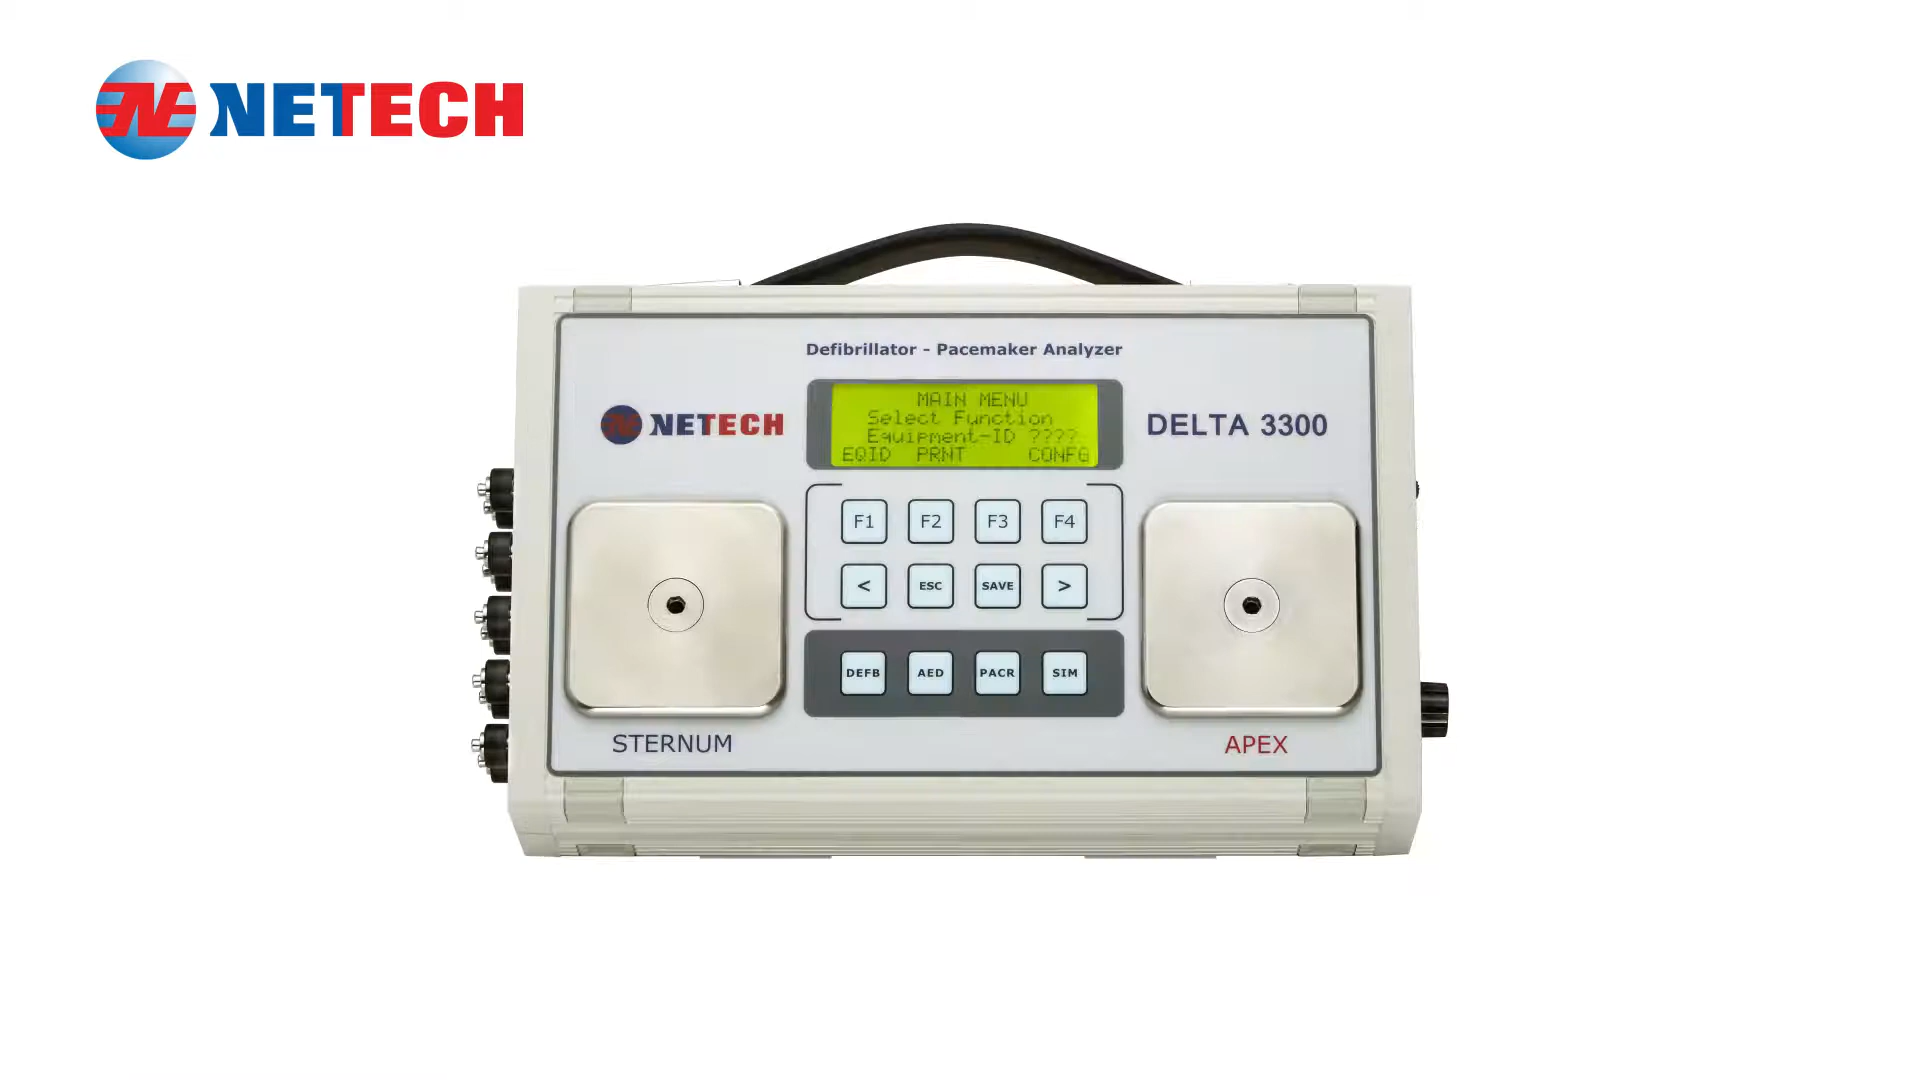 NETECH
Defibrillator - Pacemaker Analyzer
NETECH
MAIN MENU
Select Function
Equipment-ID ????
EQID PRNT CONFG
DELTA 3300
F1 F2 F3 F4
< ESC SAVE >
DEFB AED PACR SIM
STERNUM
APEX